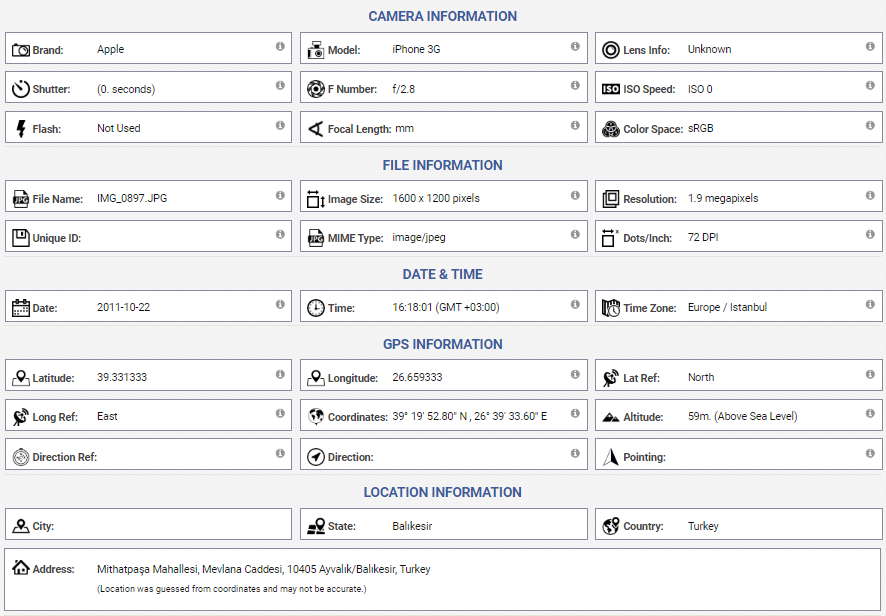 CAMERA INFORMATION
Brand: Apple
Model: iPhone 3G
Lens Info: Unknown
Shutter: (0. seconds)
F Number: f/2.8
ISO ISO Speed: ISO 0
Flash: Not Used
Focal Length: mm
Color Space: sRGB
FILE INFORMATION
JPG File Name: IMG_0897.JPG
Image Size: 1600 x 1200 pixels
Resolution: 1.9 megapixels
Unique ID:
JPG MIME Type: image/jpeg
Dots/Inch: 72 DPI
DATE & TIME
Date: 2011-10-22
Time: 16:18:01 (GMT +03:00)
Time Zone: Europe / Istanbul
GPS INFORMATION
Latitude: 39.331333
Longitude: 26.659333
Lat Ref: North
Long Ref: East
Coordinates: 39° 19' 52.80" N , 26° 39' 33.60" E
Altitude: 59m. (Above Sea Level)
Direction Ref:
Direction:
Pointing:
LOCATION INFORMATION
City:
State: Balıkesir
Country: Turkey
Address: Mithatpaşa Mahallesi, Mevlana Caddesi, 10405 Ayvalık/Balıkesir, Turkey
(Location was guessed from coordinates and may not be accurate.)